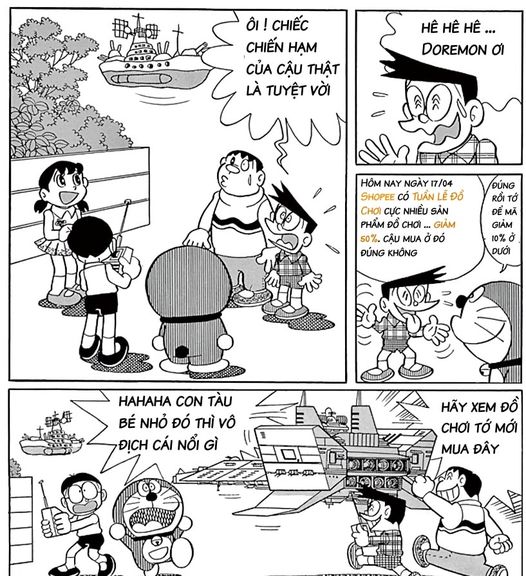 ÔI ! CHIẾC
CHIẾN HẠM
CỦA CẬU THẬT
LÀ TUYỆT VỜI
HÊ HÊ HÊ ...
DOREMON ƠI
HÔM NAY NGÀY 17/04
SHOPEE CÓ TUẦN LỄ ĐỒ
CHƠI CỰC NHIỀU SẢN
PHẨM ĐỒ CHƠI ... GIẢM
50%. CẬU MUA Ở ĐÓ
ĐÚNG KHÔNG
ĐÚNG
RỒI TỚ
ĐỂ MÃ
GIẢM
10% Ở
DƯỚI
HAHAHA CON TÀU
BÉ NHỎ ĐÓ THÌ VÔ
ĐỊCH CÁI NỔI GÌ
HÃY XEM ĐỒ
CHƠI TỚ MỚI
MUA ĐÂY